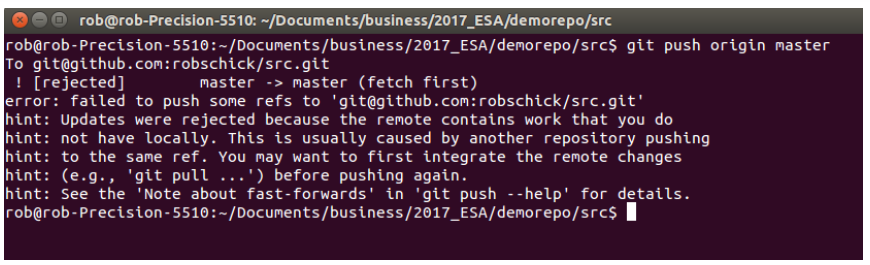 rob@rob-Precision-5510: ~/Documents/business/2017_ESA/demorepo/src
rob@rob-Precision-5510:~/Documents/business/2017_ESA/demorepo/src$ git push origin master
To git@github.com:robschick/src.git
 ! [rejected]        master -> master (fetch first)
error: failed to push some refs to 'git@github.com:robschick/src.git'
hint: Updates were rejected because the remote contains work that you do
hint: not have locally. This is usually caused by another repository pushing
hint: to the same ref. You may want to first integrate the remote changes
hint: (e.g., 'git pull ...') before pushing again.
hint: See the 'Note about fast-forwards' in 'git push --help' for details.
rob@rob-Precision-5510:~/Documents/business/2017_ESA/demorepo/src$